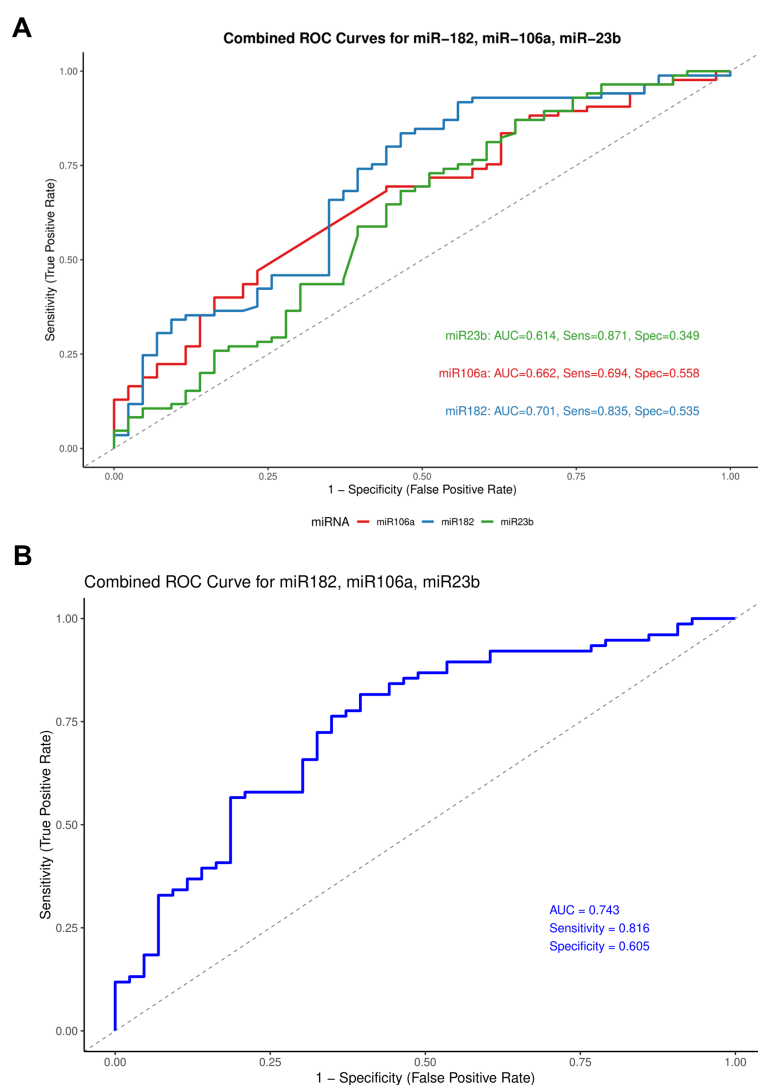 A
Combined ROC Curves for miR−182, miR−106a, miR−23b
1.00
0.75
0.50
0.25
0.00
Sensitivity (True Positive Rate)
miR23b: AUC=0.614, Sens=0.871, Spec=0.349
miR106a: AUC=0.662, Sens=0.694, Spec=0.558
miR182: AUC=0.701, Sens=0.835, Spec=0.535
0.00 0.25 0.50 0.75 1.00
1 − Specificity (False Positive Rate)
miRNA miR106a miR182 miR23b
B
Combined ROC Curve for miR182, miR106a, miR23b
1.00
0.75
0.50
0.25
0.00
Sensitivity (True Positive Rate)
AUC = 0.743
Sensitivity = 0.816
Specificity = 0.605
0.00 0.25 0.50 0.75 1.00
1 − Specificity (False Positive Rate)